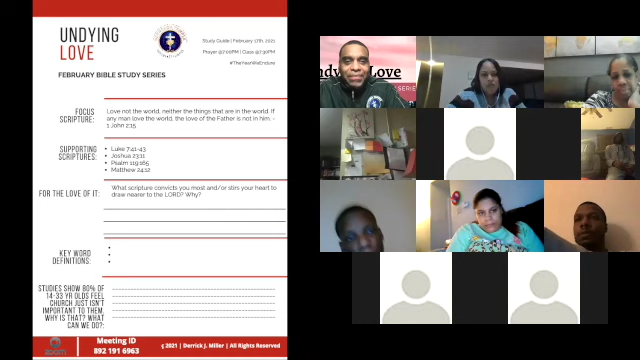 UNDYING
LOVE
Study Guide | February 17th, 2021
Prayer @7:00PM | Class @7:30PM
#TheYearWeEndure
FEBRUARY BIBLE STUDY SERIES
FOCUS
SCRIPTURE:
Love not the world, neither the things that are in the world. If
any man love the world, the love of the Father is not in him. -
1 John 2:15
SUPPORTING
SCRIPTURES:
• Luke 7:41-43
• Joshua 23:11
• Psalm 119:165
• Matthew 24:12
FOR THE LOVE OF IT:
What scripture convicts you most and/or stirs your heart to
draw nearer to the LORD? Why?
KEY WORD
DEFINITIONS:
STUDIES SHOW 80% OF
14-33 YR OLDS FEEL
CHURCH JUST ISN'T
IMPORTANT TO THEM.
WHY IS THAT? WHAT
CAN WE DO?:
zoom
Meeting ID
892 191 6963
© 2021 | Derrick J. Miller | All Rights Reserved
Love